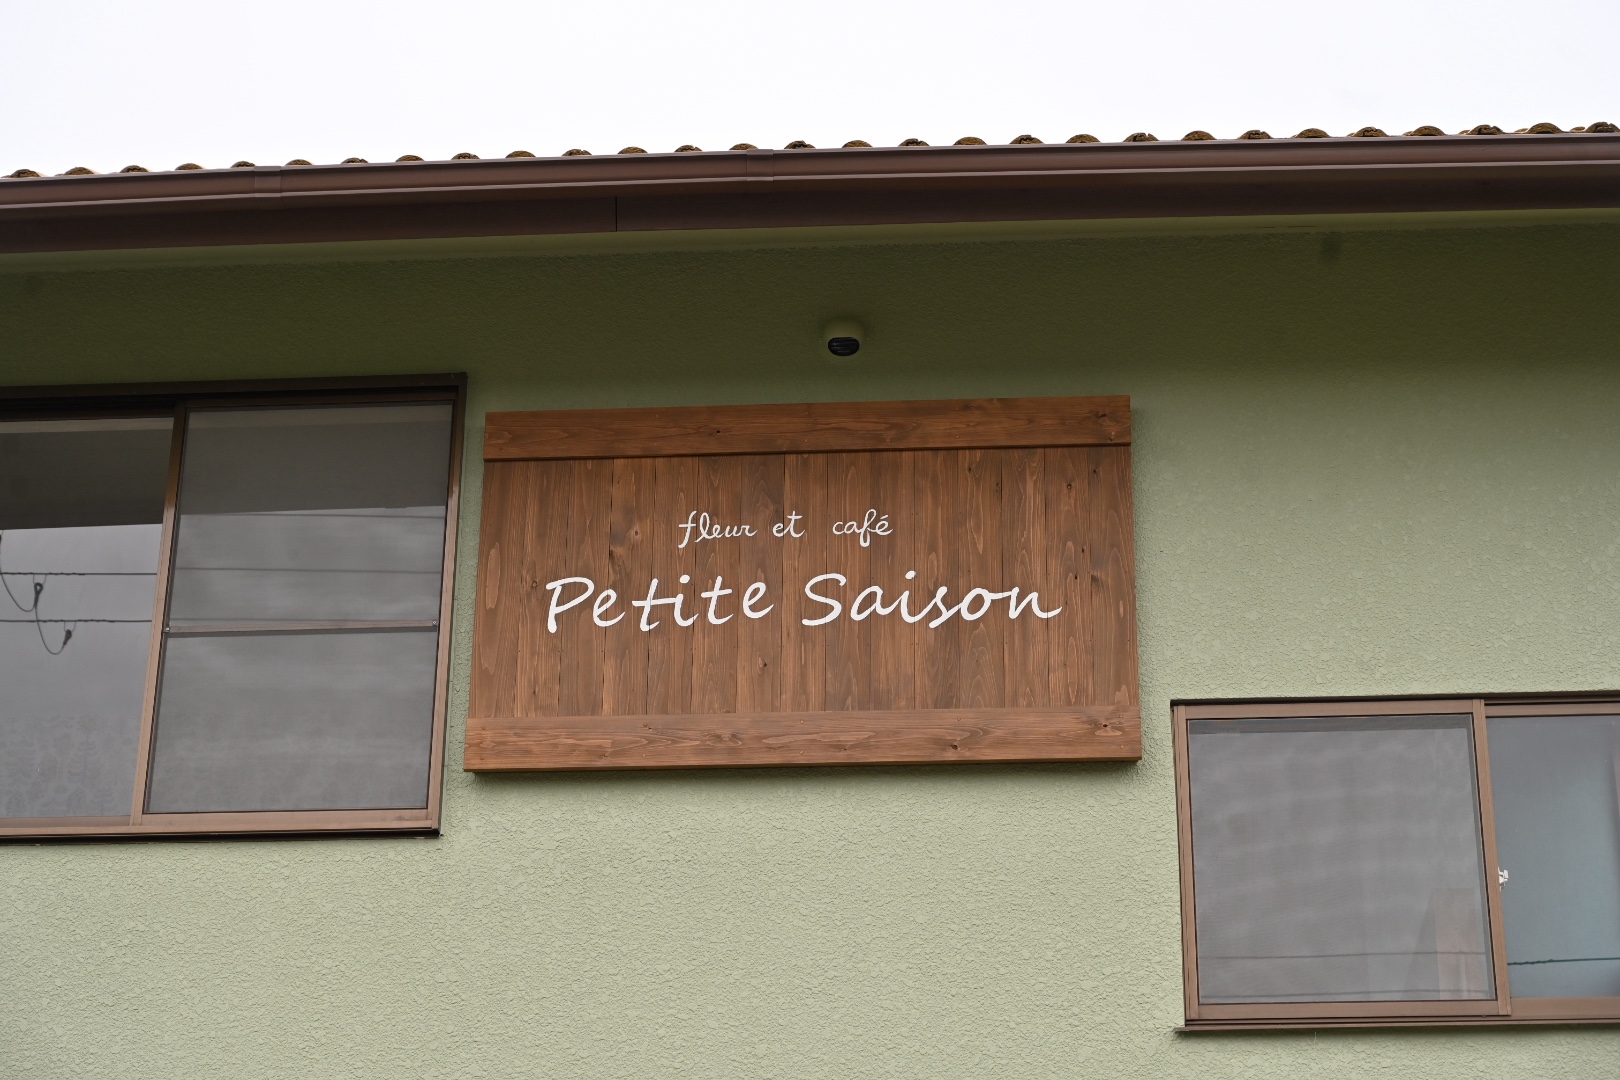 fleur et café
Petite Saison